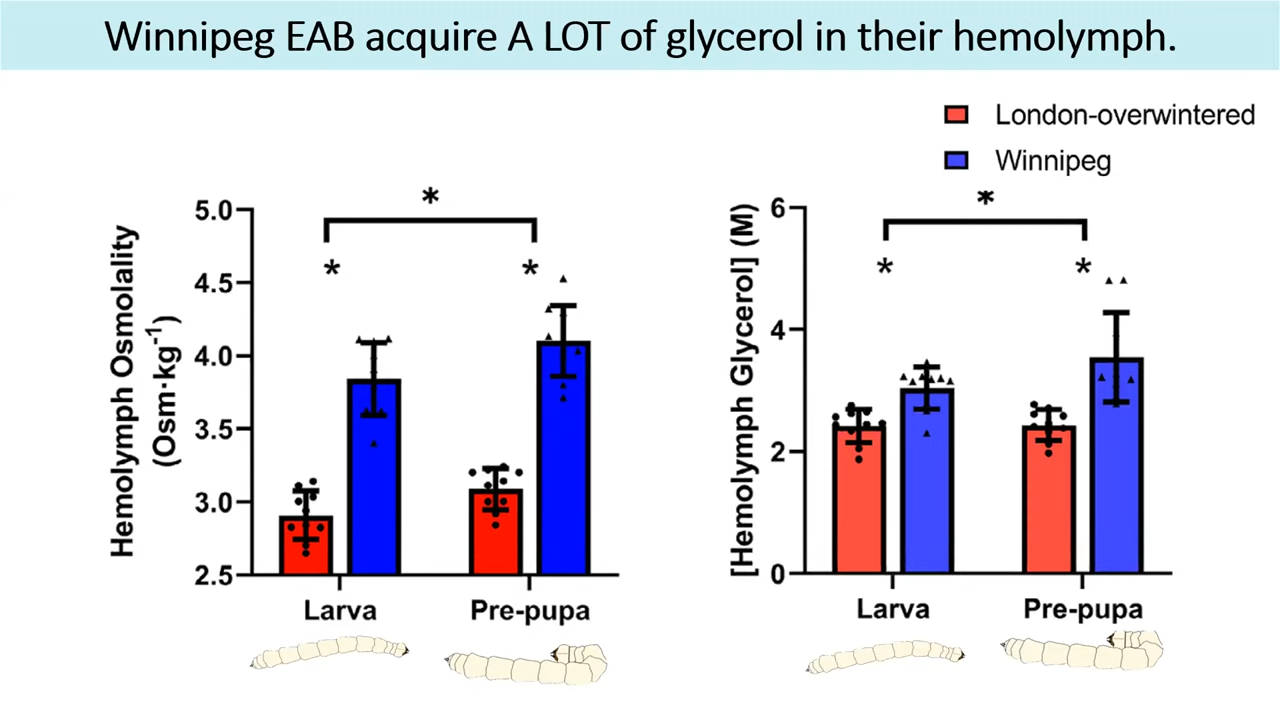 Winnipeg EAB acquire A LOT of glycerol in their hemolymph.
London-overwintered
Winnipeg
Hemolymph Osmolality
(Osm·kg-1)
5.0
4.5
4.0
3.5
3.0
2.5
*
*
*
Larva
Pre-pupa
[Hemolymph Glycerol] (M)
6
4
2
0
*
*
*
Larva
Pre-pupa